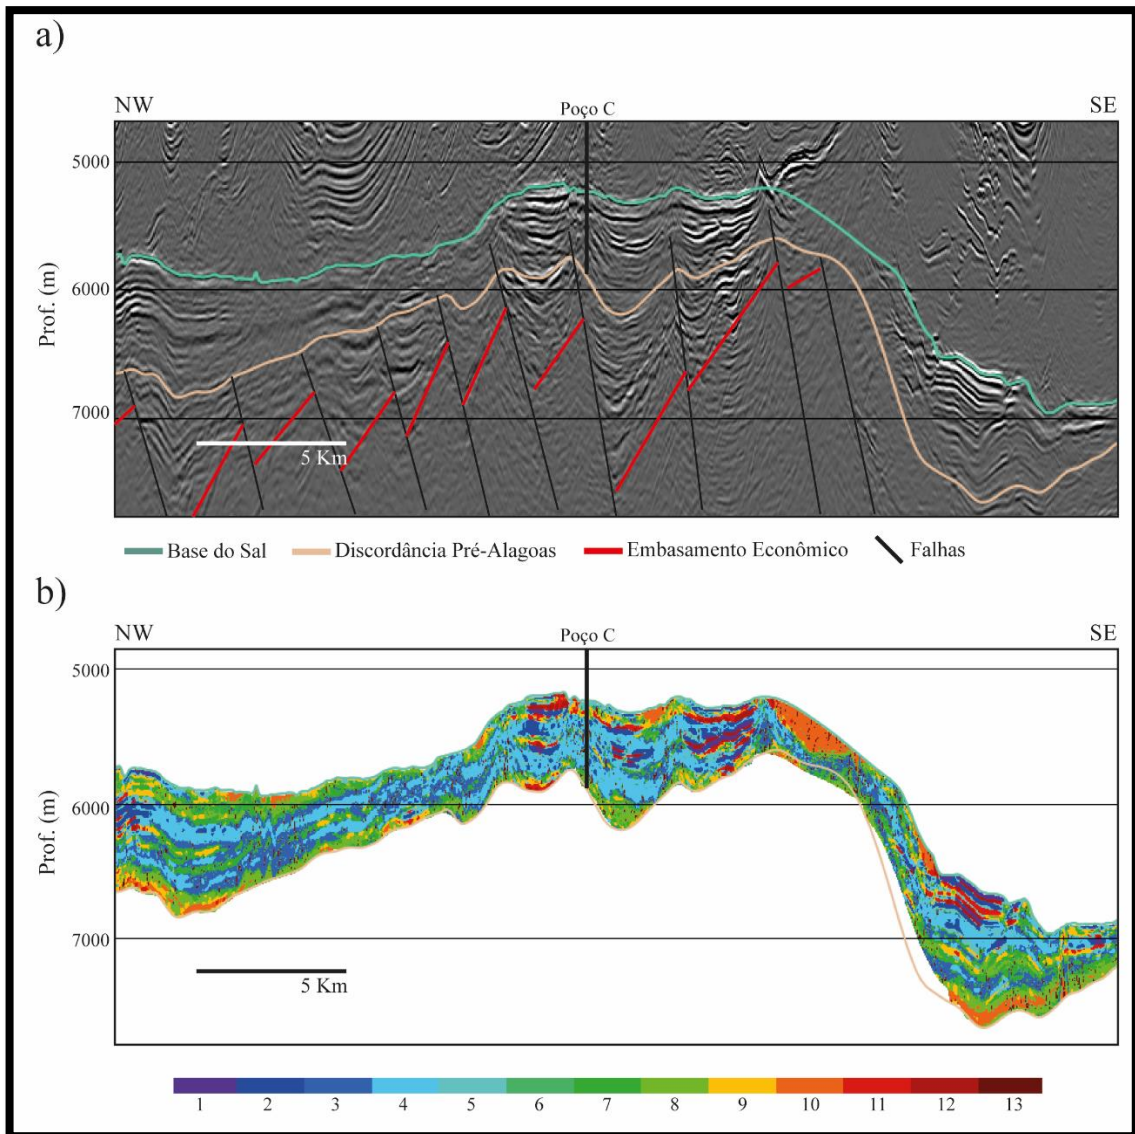 a)
NW Poço C SE
5000
6000
7000
Prof. (m)
5 Km
Base do Sal Discordância Pré-Alagoas Embasamento Econômico Falhas
b)
NW Poço C SE
5000
6000
7000
Prof. (m)
5 Km
1 2 3 4 5 6 7 8 9 10 11 12 13